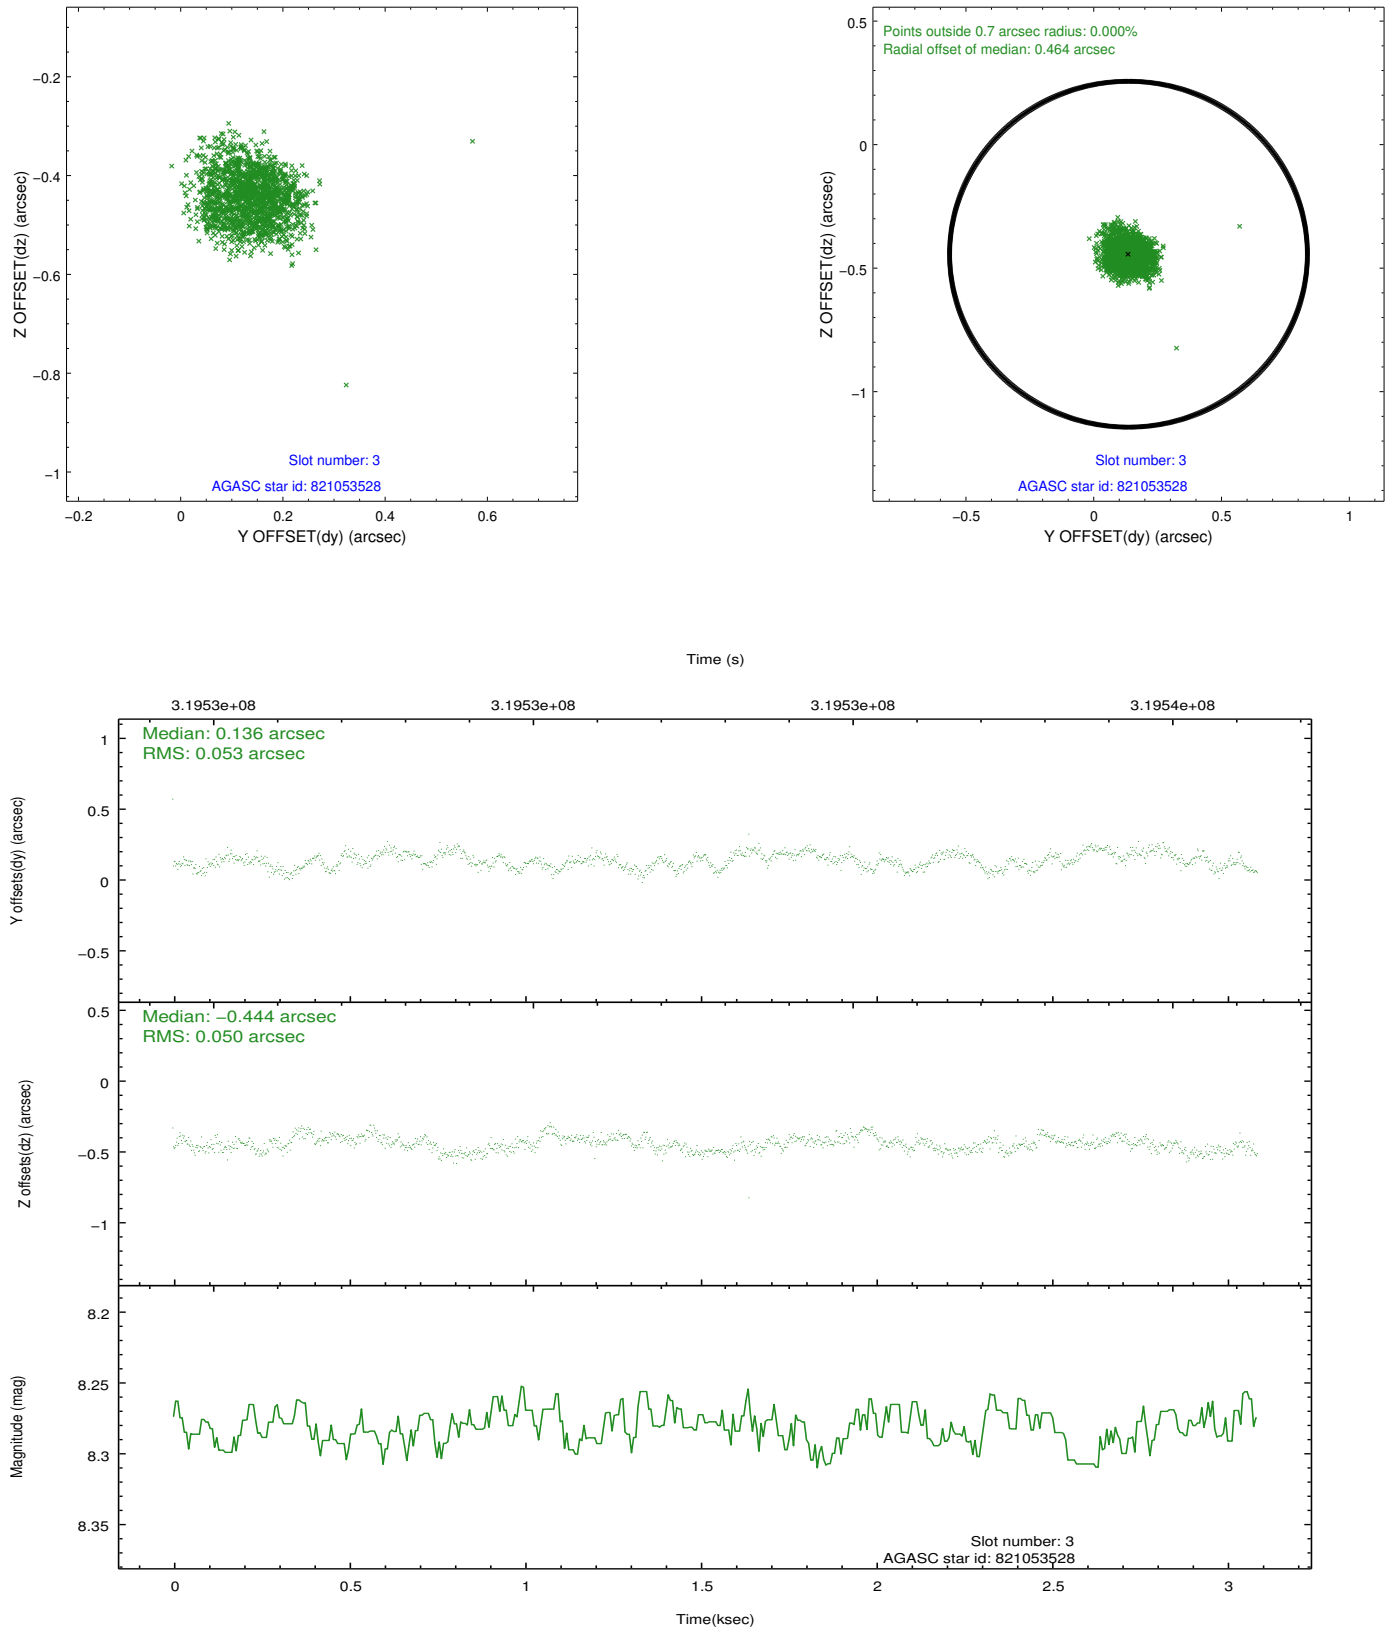 −0.2
−0.4
−0.6
−0.8
−1
Z OFFSET(dz) (arcsec)
Slot number: 3
AGASC star id: 821053528
−0.2 0 0.2 0.4 0.6
Y OFFSET(dy) (arcsec)
Points outside 0.7 arcsec radius: 0.000%
Radial offset of median: 0.464 arcsec
0.5
0
−0.5
−1
Z OFFSET(dz) (arcsec)
Slot number: 3
AGASC star id: 821053528
−0.5 0 0.5 1
Y OFFSET(dy) (arcsec)
Time (s)
3.1953e+08 3.1953e+08 3.1953e+08 3.1954e+08
Median: 0.136 arcsec
RMS: 0.053 arcsec
1
0.5
0
−0.5
Y offsets(dy) (arcsec)
Median: −0.444 arcsec
RMS: 0.050 arcsec
0.5
0
−0.5
−1
Z offsets(dz) (arcsec)
8.2
8.25
8.3
8.35
Magnitude (mag)
Slot number: 3
AGASC star id: 821053528
0 0.5 1 1.5 2 2.5 3
Time(ksec)